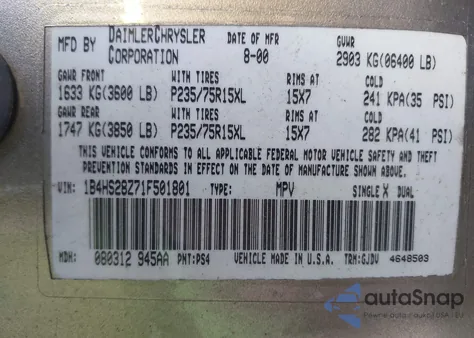 MFD BY DAIMLERCHRYSLER CORPORATION DATE OF MFR 8-00 GVWR 2903 KG(06400 LB)
GAWR FRONT WITH TIRES RIMS AT COLD
1633 KG(3600 LB) P235/75R15XL 15X7 241 KPA(35 PSI)
GAWR REAR WITH TIRES RIMS AT COLD
1747 KG(3850 LB) P235/75R15XL 15X7 282 KPA(41 PSI)
THIS VEHICLE CONFORMS TO ALL APPLICABLE FEDERAL MOTOR VEHICLE SAFETY AND THEFT
PREVENTION STANDARDS IN EFFECT ON THE DATE OF MANUFACTURE SHOWN ABOVE.
VIN: 1B4HS28Z71F501801 TYPE: MPV SINGLE X DUAL
MDH: 080312 945AA PNT:PS4 VEHICLE MADE IN U.S.A. TRM:GJDV 4648503
autoSnap